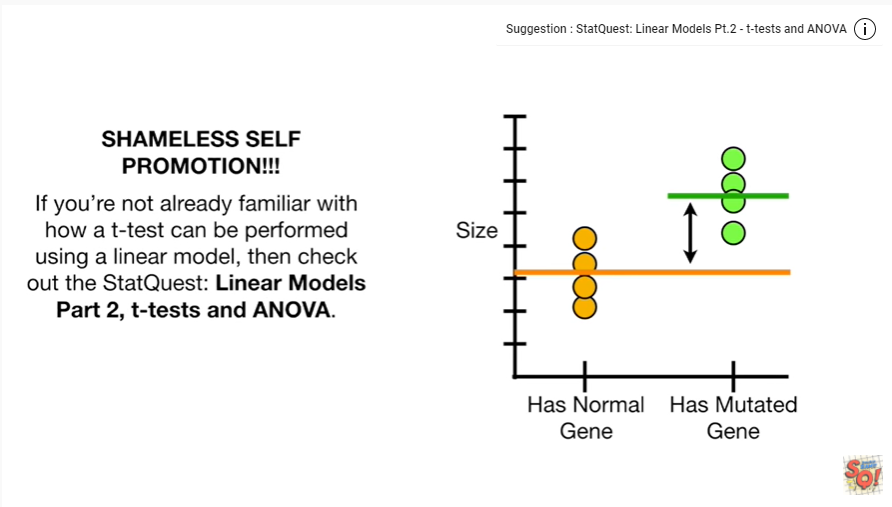 Suggestion : StatQuest: Linear Models Pt.2 - t-tests and ANOVA
SHAMELESS SELF
PROMOTION!!!
If you’re not already familiar with
how a t-test can be performed
using a linear model, then check
out the StatQuest: Linear Models
Part 2, t-tests and ANOVA.
Size
Has Normal
Gene
Has Mutated
Gene
SQ!